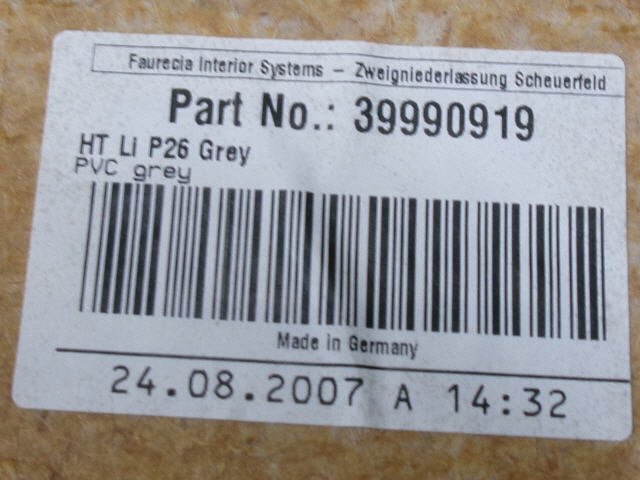 Faurecia Interior Systems – Zweigniederlassung Scheuerfeld
Part No.: 39990919
HT Li P26 Grey
PVC grey
Made in Germany
24.08.2007 A 14:32